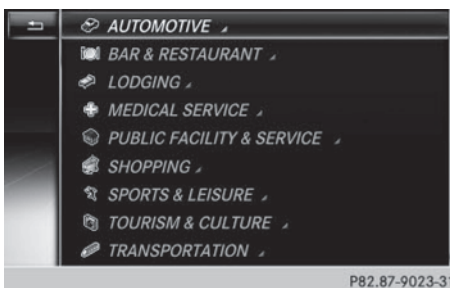 AUTOMOTIVE
BAR & RESTAURANT
LODGING
MEDICAL SERVICE
PUBLIC FACILITY & SERVICE
SHOPPING
SPORTS & LEISURE
TOURISM & CULTURE
TRANSPORTATION
P82.87-9023-31